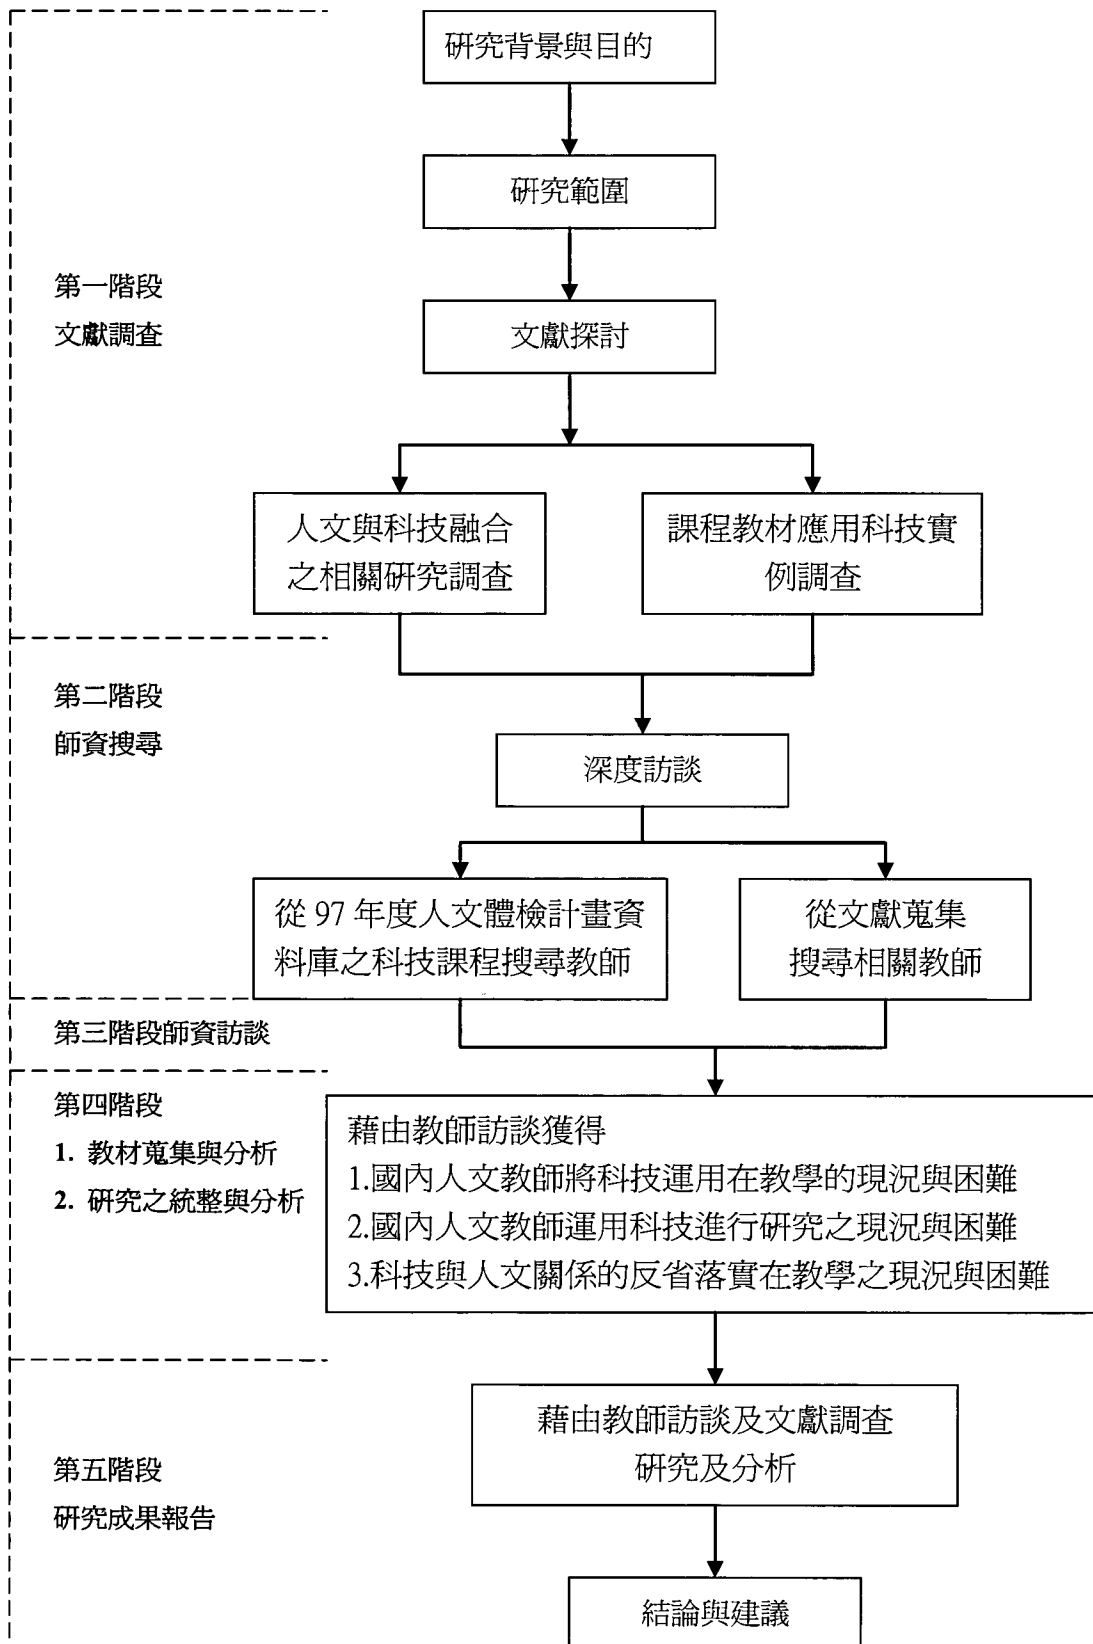 研究背景與目的
研究範圍
第一階段
文獻調查
文獻探討
人文與科技融合
之相關研究調查
課程教材應用科技實
例調查
第二階段
師資搜尋
深度訪談
從 97 年度人文體檢計畫資
料庫之科技課程搜尋教師
從文獻蒐集
搜尋相關教師
第三階段師資訪談
第四階段
1. 教材蒐集與分析
2. 研究之統整與分析
藉由教師訪談獲得
1.國內人文教師將科技運用在教學的現況與困難
2.國內人文教師運用科技進行研究之現況與困難
3.科技與人文關係的反省落實在教學之現況與困難
第五階段
研究成果報告
藉由教師訪談及文獻調查
研究及分析
結論與建議